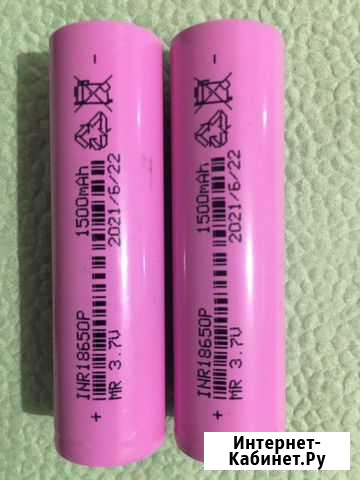 INR18650P 1500mAh
MR 3.7V 2021/6/22
+ -
INR18650P 1500mAh
MR 3.7V 2021/6/22
+ -
Интернет-
Кабинет.Ру